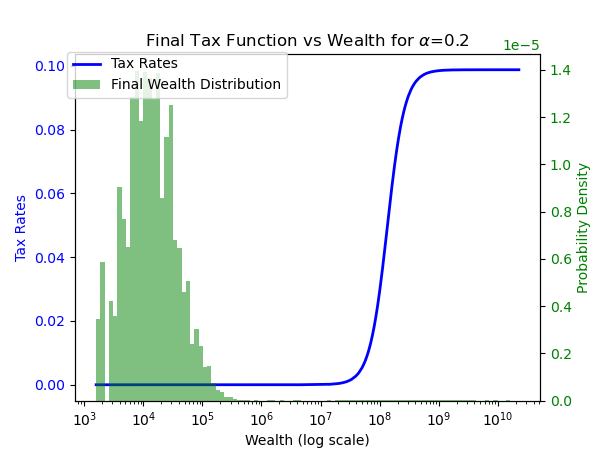 Final Tax Function vs Wealth for α=0.2
1e−5
Tax Rates
Final Wealth Distribution
0.10
0.08
0.06
0.04
0.02
0.00
Tax Rates
1.4
1.2
1.0
0.8
0.6
0.4
0.2
0.0
Probability Density
10³ 10⁴ 10⁵ 10⁶ 10⁷ 10⁸ 10⁹ 10¹⁰
Wealth (log scale)